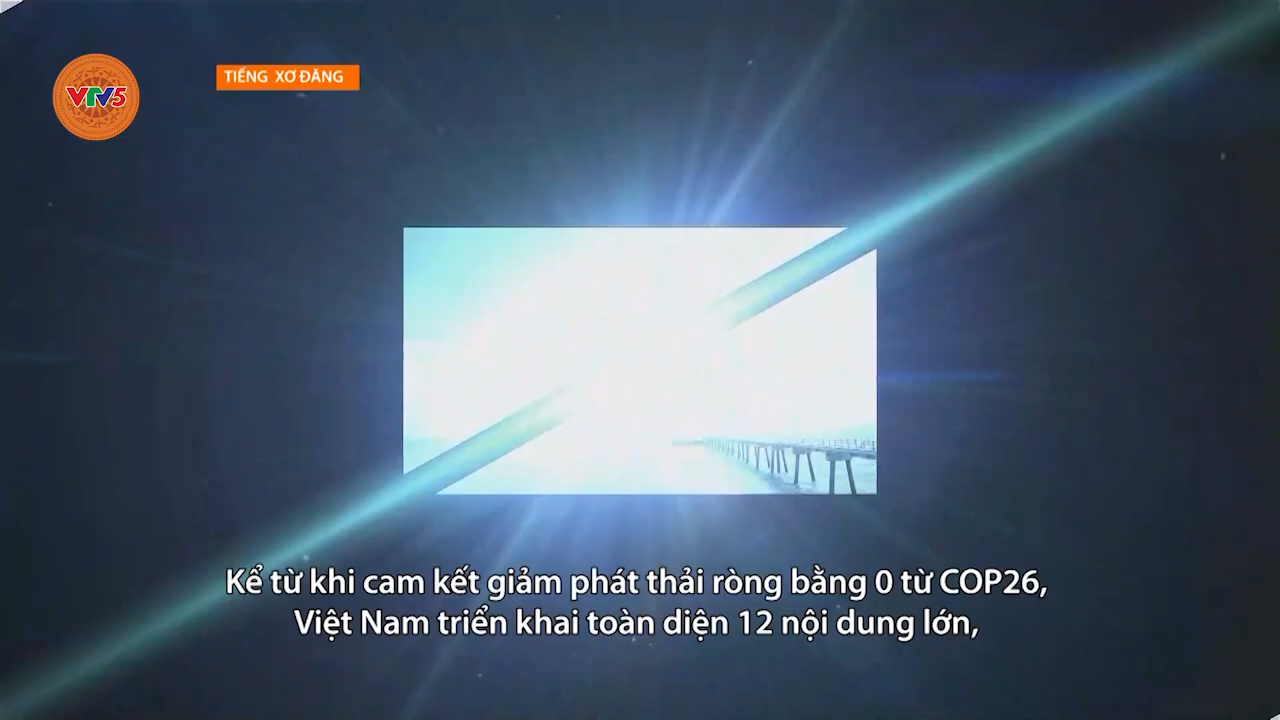 VTV5
TIẾNG XƠ ĐĂNG
Kể từ khi cam kết giảm phát thải ròng bằng 0 từ COP26,
Việt Nam triển khai toàn diện 12 nội dung lớn,